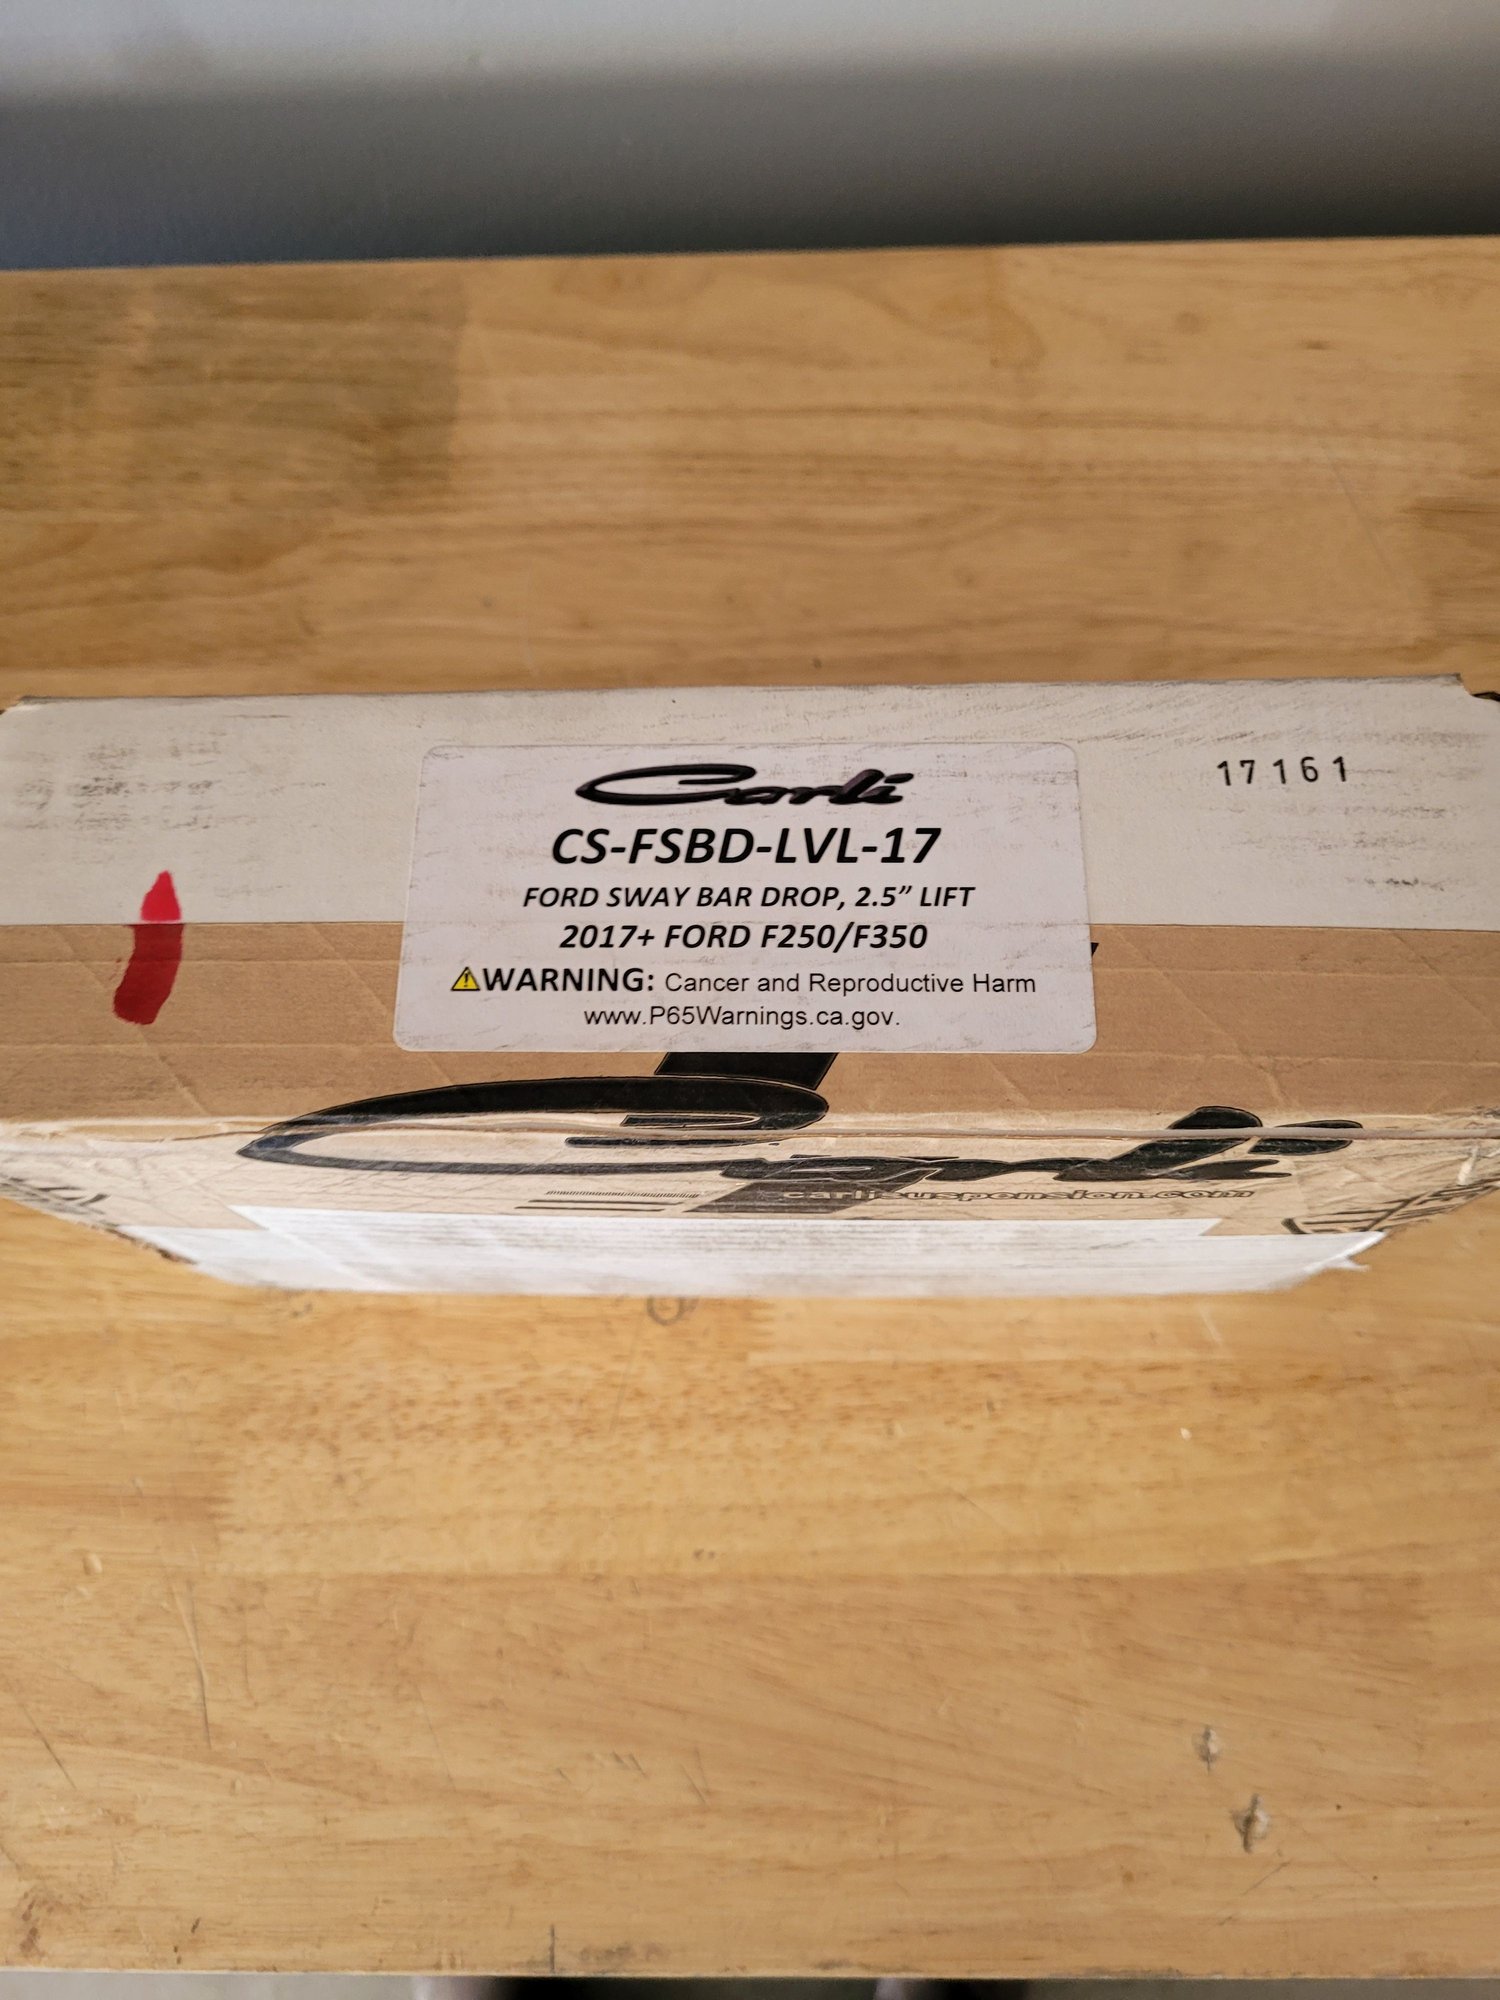 Carli
17161
CS-FSBD-LVL-17
FORD SWAY BAR DROP, 2.5” LIFT
2017+ FORD F250/F350
⚠WARNING: Cancer and Reproductive Harm
www.P65Warnings.ca.gov.
Carli
carlisuspension.com